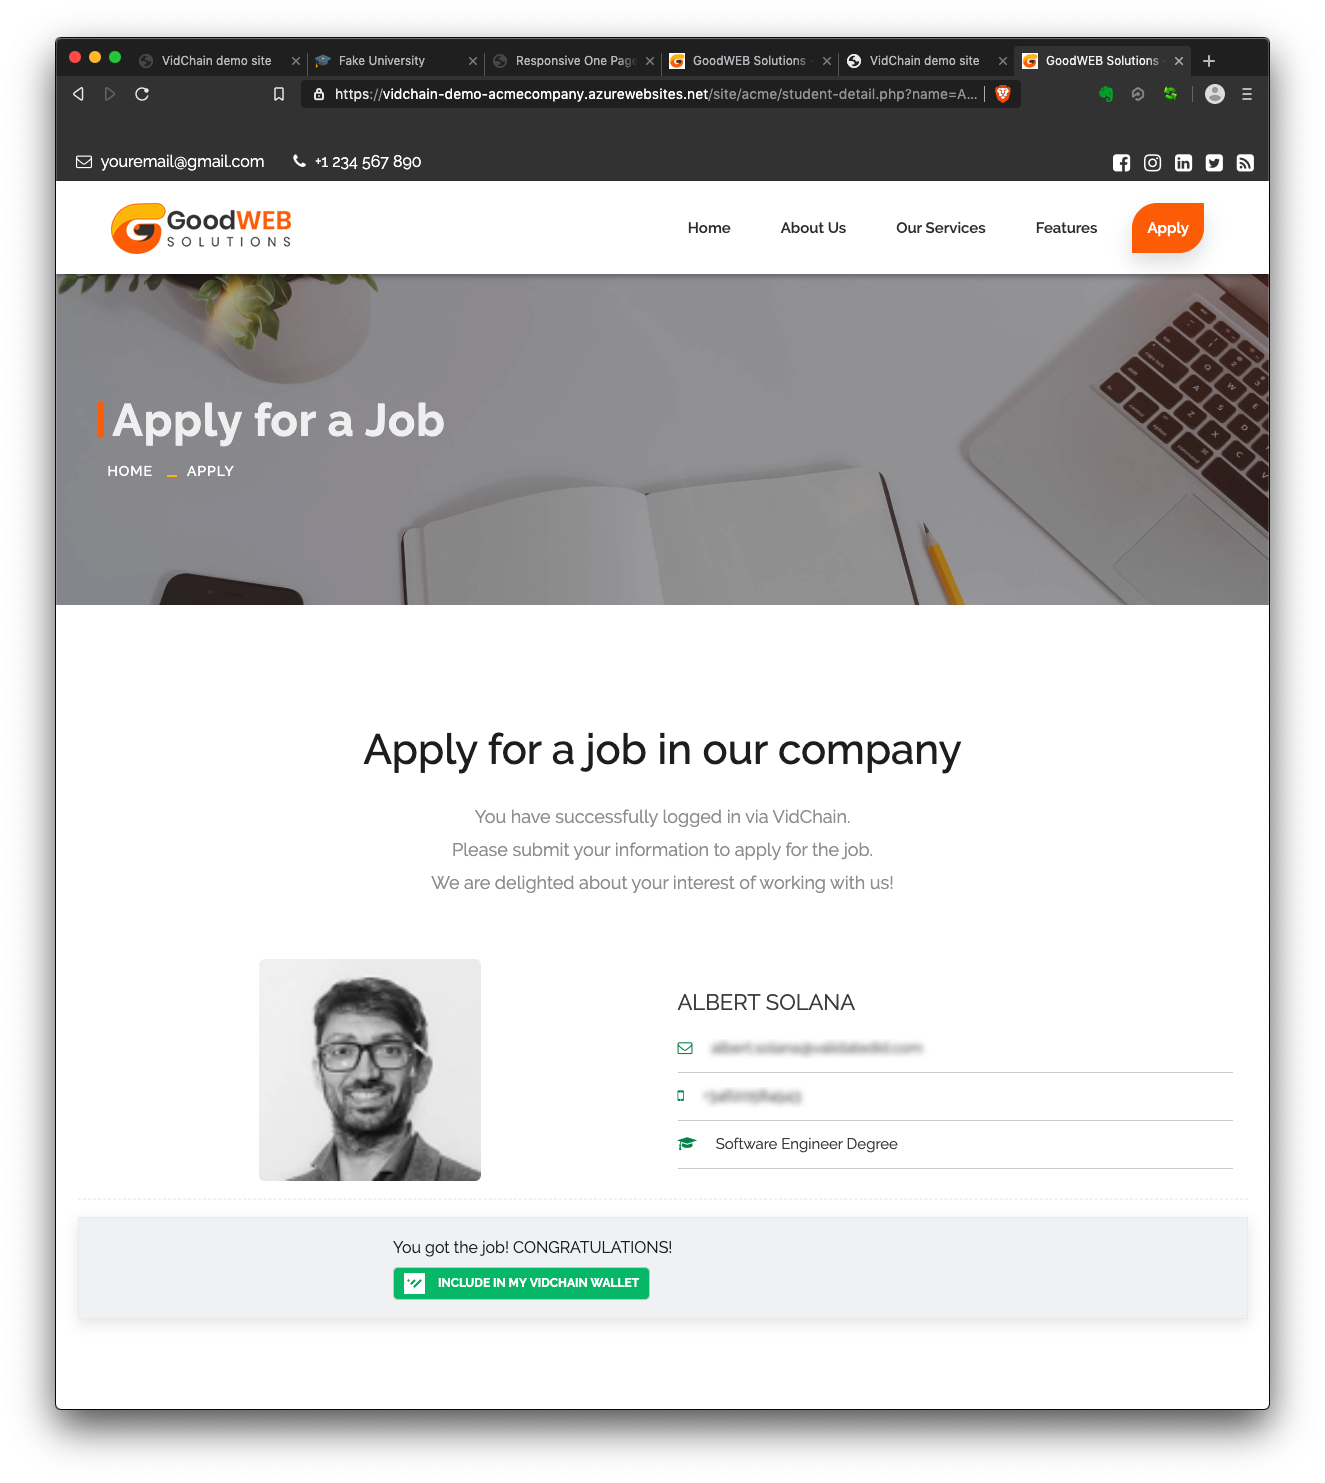 VidChain demo site
Fake University
Responsive One Page
GoodWEB Solutions -
VidChain demo site
GoodWEB Solutions -
https://vidchain-demo-acmecompany.azurewebsites.net/site/acme/student-detail.php?name=A...
youremail@gmail.com
+1 234 567 890
GoodWEB
SOLUTIONS
Home
About Us
Our Services
Features
Apply
Apply for a Job
HOME _ APPLY
Apply for a job in our company
You have successfully logged in via VidChain.
Please submit your information to apply for the job.
We are delighted about your interest of working with us!
ALBERT SOLANA
Software Engineer Degree
You got the job! CONGRATULATIONS!
INCLUDE IN MY VIDCHAIN WALLET